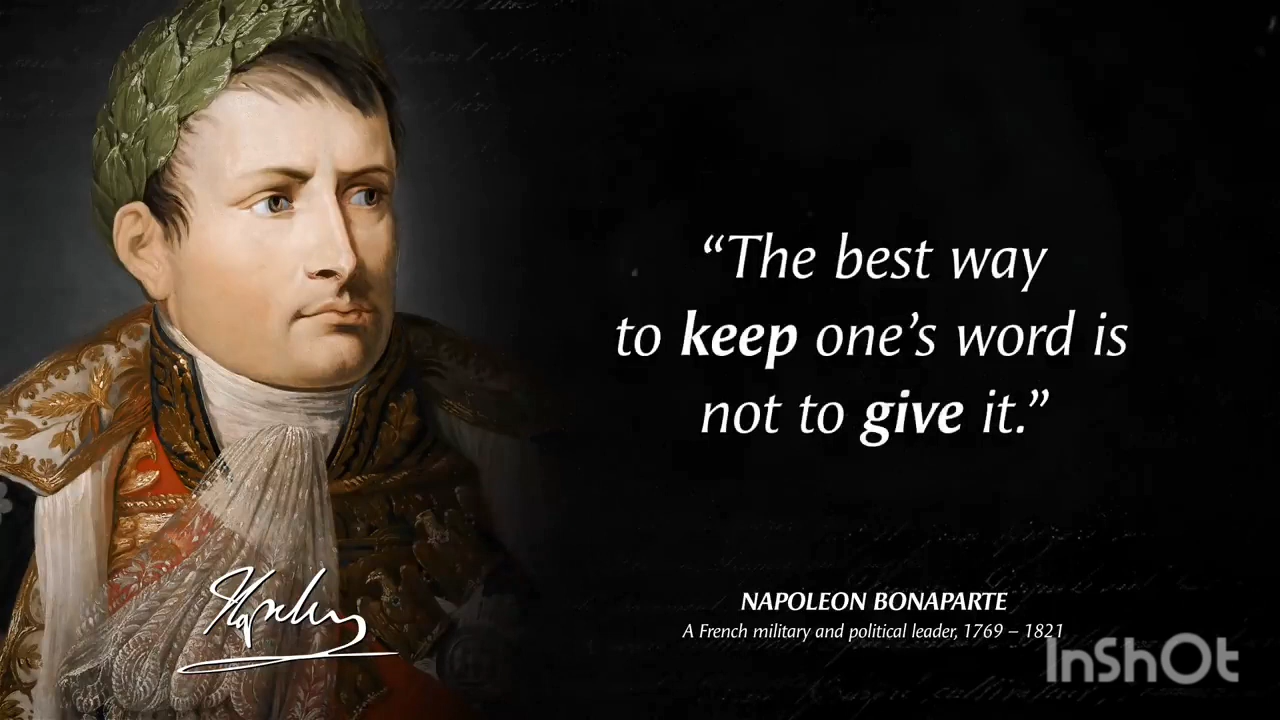 “The best way
to keep one’s word is
not to give it.”
NAPOLEON BONAPARTE
A French military and political leader, 1769 – 1821
InShOt